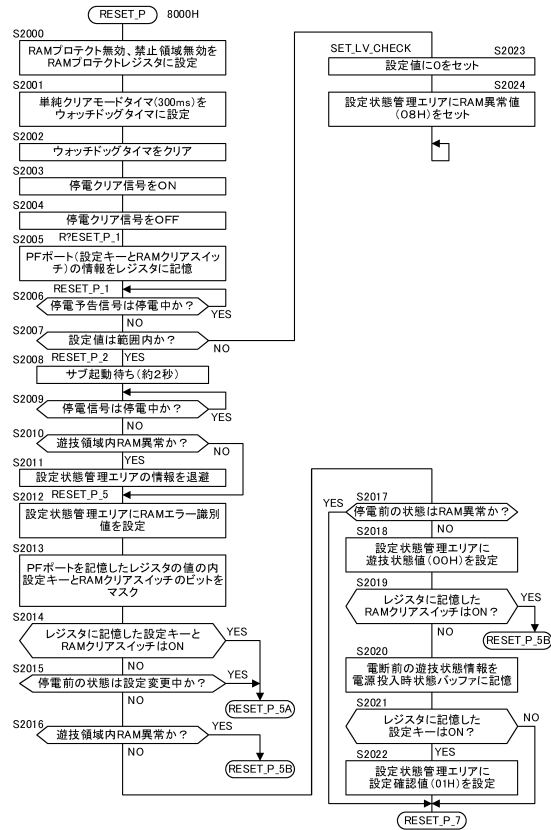 RESET_P 8000H
S2000
RAMプロテクト無効、禁止領域無効を
RAMプロテクトレジスタに設定
S2001
単純クリアモードタイマ(300ms)を
ウォッチドッグタイマに設定
S2002
ウォッチドッグタイマをクリア
S2003
停電クリア信号をON
S2004
停電クリア信号をOFF
R?ESET_P_1
S2005
PFポート(設定キーとRAMクリアスイッ
チ)の情報をレジスタに記憶
RESET_P_1
S2006
停電予告信号は停電中か?
YES
NO
S2007
設定値は範囲内か?
NO
S2008 RESET_P_2 YES
サブ起動待ち(約2秒)
S2009
停電信号は停電中か?
YES
S2010
遊技領域内RAM異常か?
NO
YES
S2011
設定状態管理エリアの情報を退避
S2012 RESET_P_5
設定状態管理エリアにRAMエラー識別
値を設定
S2013
PFポートを記憶したレジスタの値の内
設定キーとRAMクリアスイッチのビットを
マスク
S2014
レジスタに記憶した設定キーと
RAMクリアスイッチはON
YES
NO
S2015
停電前の状態は設定変更中か?
YES
RESET_P_5A
NO
S2016
遊技領域内RAM異常か?
YES
NO
RESET_P_5B
SET_LV_CHECK
S2023
設定値に0をセット
S2024
設定状態管理エリアにRAM異常値
(08H)をセット
S2017
YES
停電前の状態はRAM異常か?
NO
S2018
設定状態管理エリアに
遊技状態値(00H)を設定
S2019
レジスタに記憶した
RAMクリアスイッチはON?
YES
RESET_P_5B
NO
S2020
電断前の遊技状態情報を
電源投入時状態バッファに記憶
S2021
レジスタに記憶した
設定キーはON?
NO
YES
S2022
設定状態管理エリアに
設定確認値(01H)を設定
RESET_P_7